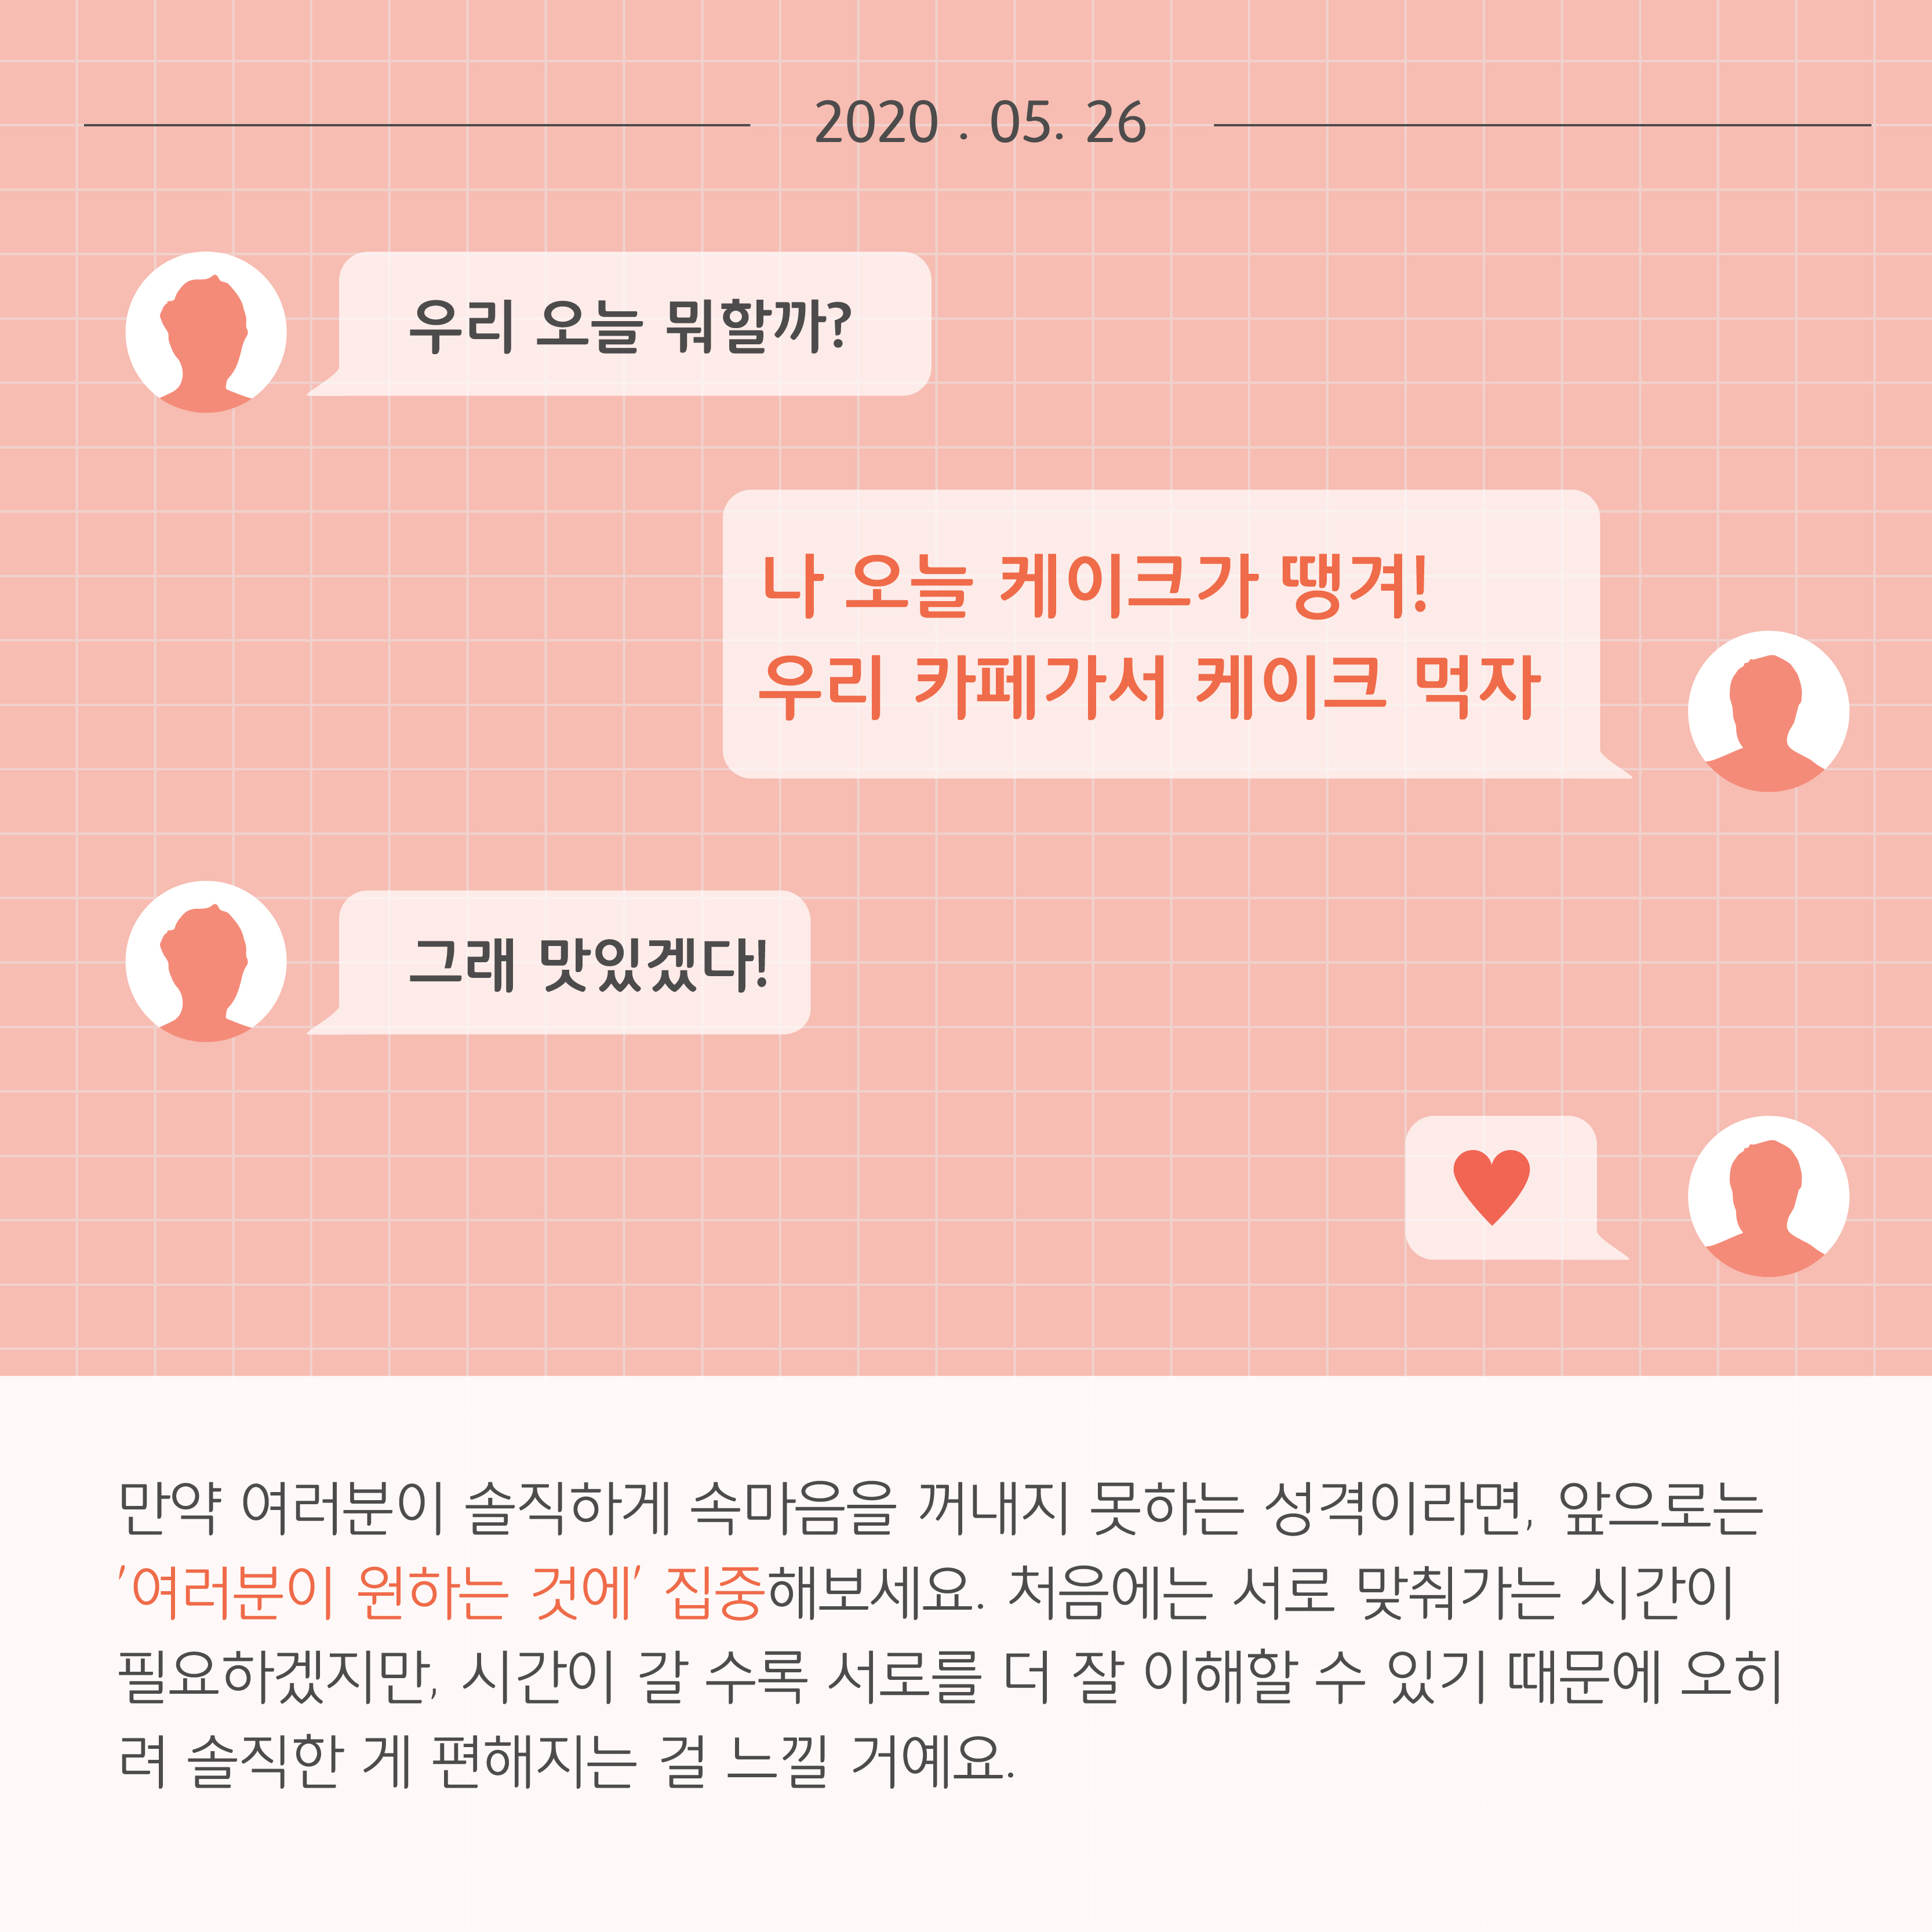 2020 . 05. 26
우리 오늘 뭐할까?
나 오늘 케이크가 땡겨!
우리 카페가서 케이크 먹자
그래 맛있겠다!
만약 여러분이 솔직하게 속마음을 꺼내지 못하는 성격이라면, 앞으로는
'여러분이 원하는 것에' 집중해보세요. 처음에는 서로 맞춰가는 시간이
필요하겠지만, 시간이 갈 수록 서로를 더 잘 이해할 수 있기 때문에 오히
려 솔직한 게 편해지는 걸 느낄 거예요.